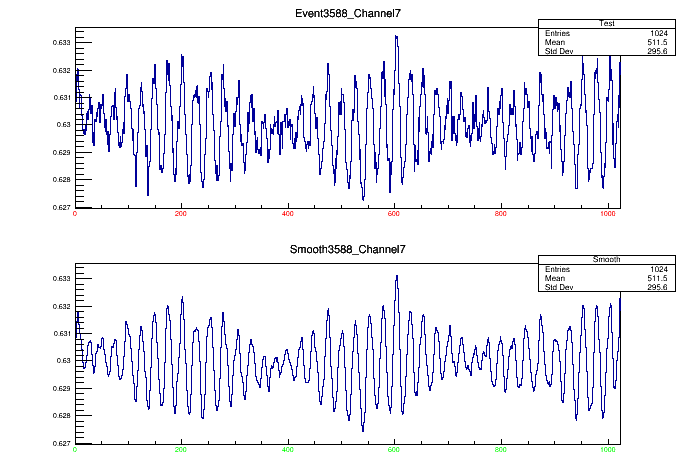 Event3588_Channel7
Test
Entries 1024
Mean 511.5
Std Dev 295.6
0.633
0.632
0.631
0.63
0.629
0.628
0.627
0 200 400 600 800 1000
Smooth3588_Channel7
Smooth
Entries 1024
Mean 511.5
Std Dev 295.6
0.633
0.632
0.631
0.63
0.629
0.628
0.627
0 200 400 600 800 1000